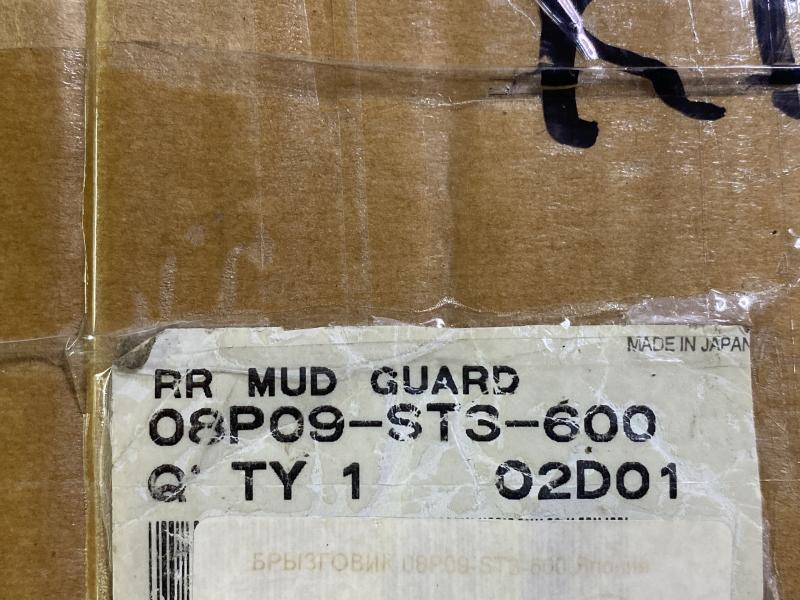 MADE IN JAPAN
RR MUD GUARD
08P09-ST3-600
Q'TY 1 02D01
БРЫЗГОВИК 08P09-ST3-600 Япония